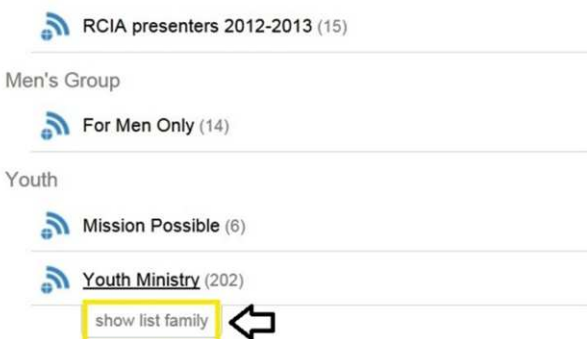 RCIA presenters 2012-2013 (15)
Men's Group
For Men Only (14)
Youth
Mission Possible (6)
Youth Ministry (202)
show list family